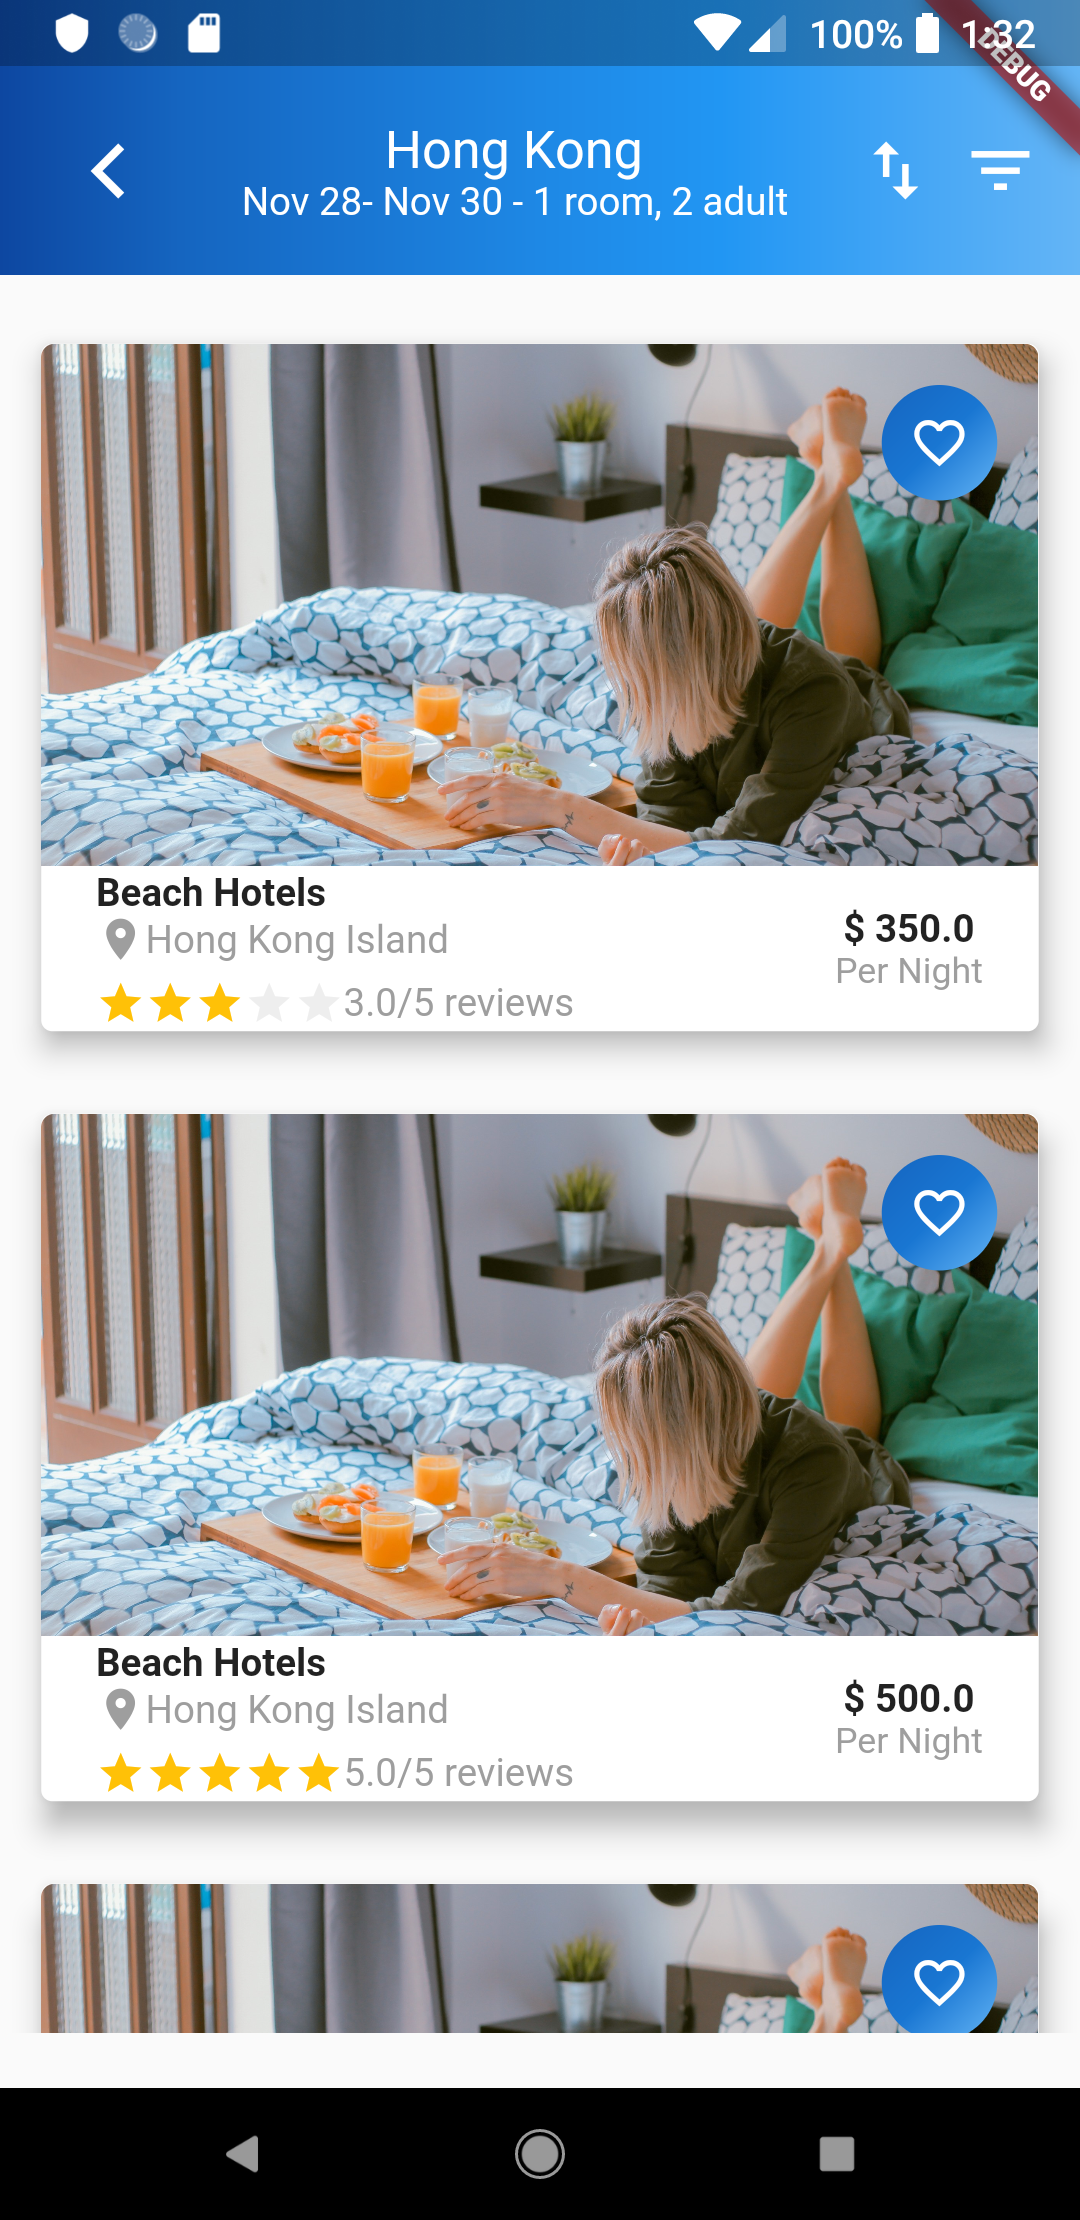 100% 1:32
DEBUG
Hong Kong
Nov 28- Nov 30 - 1 room, 2 adult
Beach Hotels
Hong Kong Island
$ 350.0
Per Night
3.0/5 reviews
Beach Hotels
Hong Kong Island
$ 500.0
Per Night
5.0/5 reviews